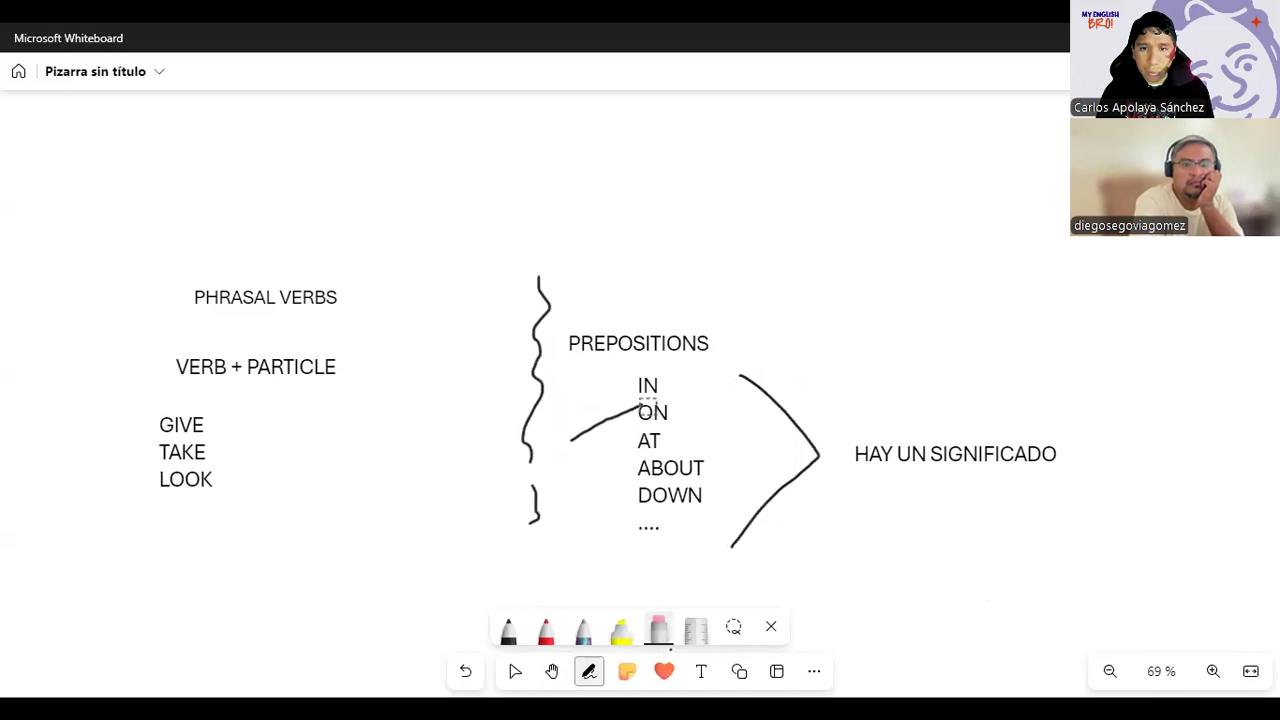 Microsoft Whiteboard
Pizarra sin título
MY ENGLISH
BRO!
Carlos Apolaya Sánchez
diegosegoviagomez
PHRASAL VERBS
VERB + PARTICLE
GIVE
TAKE
LOOK
PREPOSITIONS
IN
ON
AT
ABOUT
DOWN
....
HAY UN SIGNIFICADO
69 %